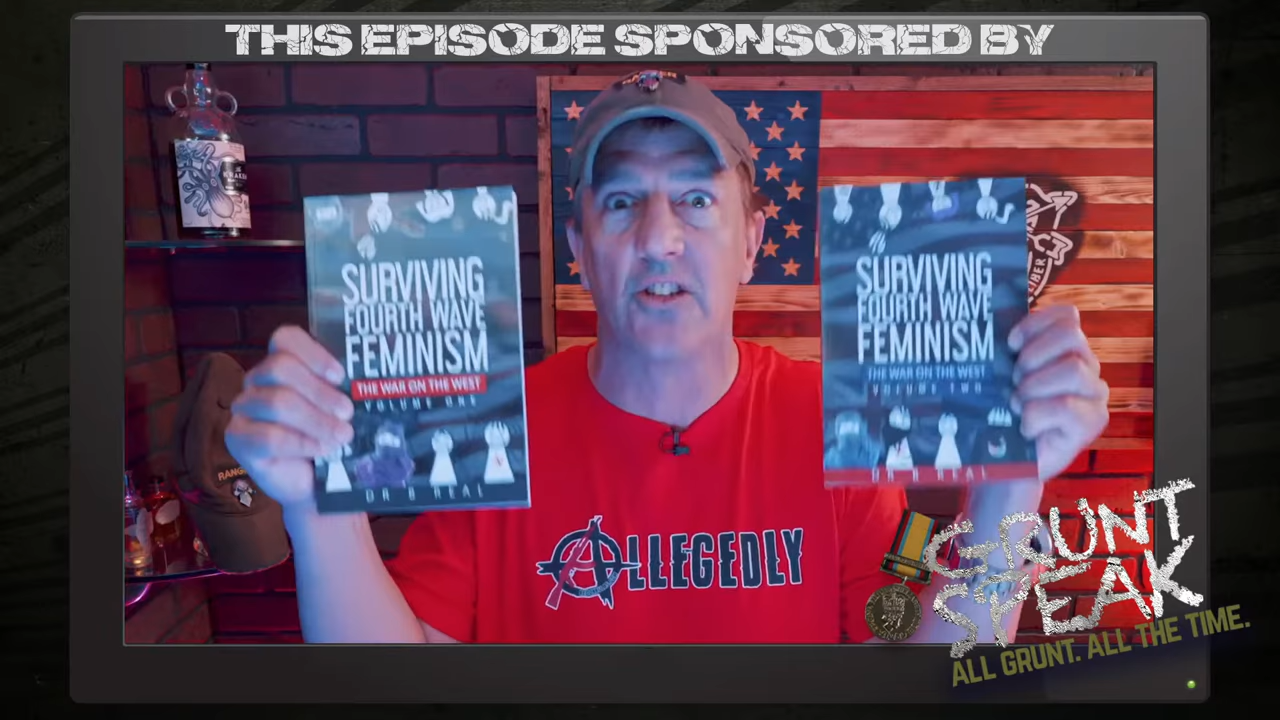 THIS EPISODE SPONSORED BY
KRAKEN
SURVIVING
FOURTH WAVE
FEMINISM
THE WAR ON THE WEST
VOLUME ONE
DR B REAL
SURVIVING
FOURTH WAVE
FEMINISM
THE WAR ON THE WEST
VOLUME TWO
DR B REAL
ALLEGEDLY
GRUNT
SPEAK
ALL GRUNT. ALL THE TIME.